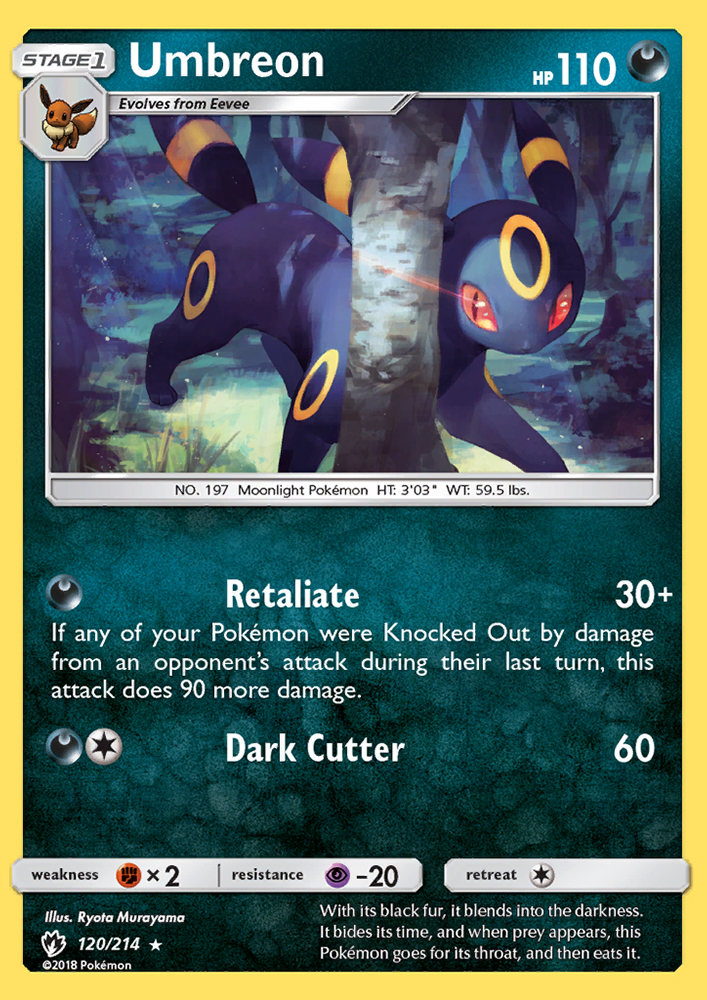 STAGE1 Umbreon HP110
Evolves from Eevee
NO. 197 Moonlight Pokémon HT: 3'03" WT: 59.5 lbs.
Retaliate 30+
If any of your Pokémon were Knocked Out by damage
from an opponent's attack during their last turn, this
attack does 90 more damage.
Dark Cutter 60
weakness ×2 resistance –20 retreat
Illus. Ryota Murayama
120/214 ★
©2018 Pokémon
With its black fur, it blends into the darkness.
It bides its time, and when prey appears, this
Pokémon goes for its throat, and then eats it.